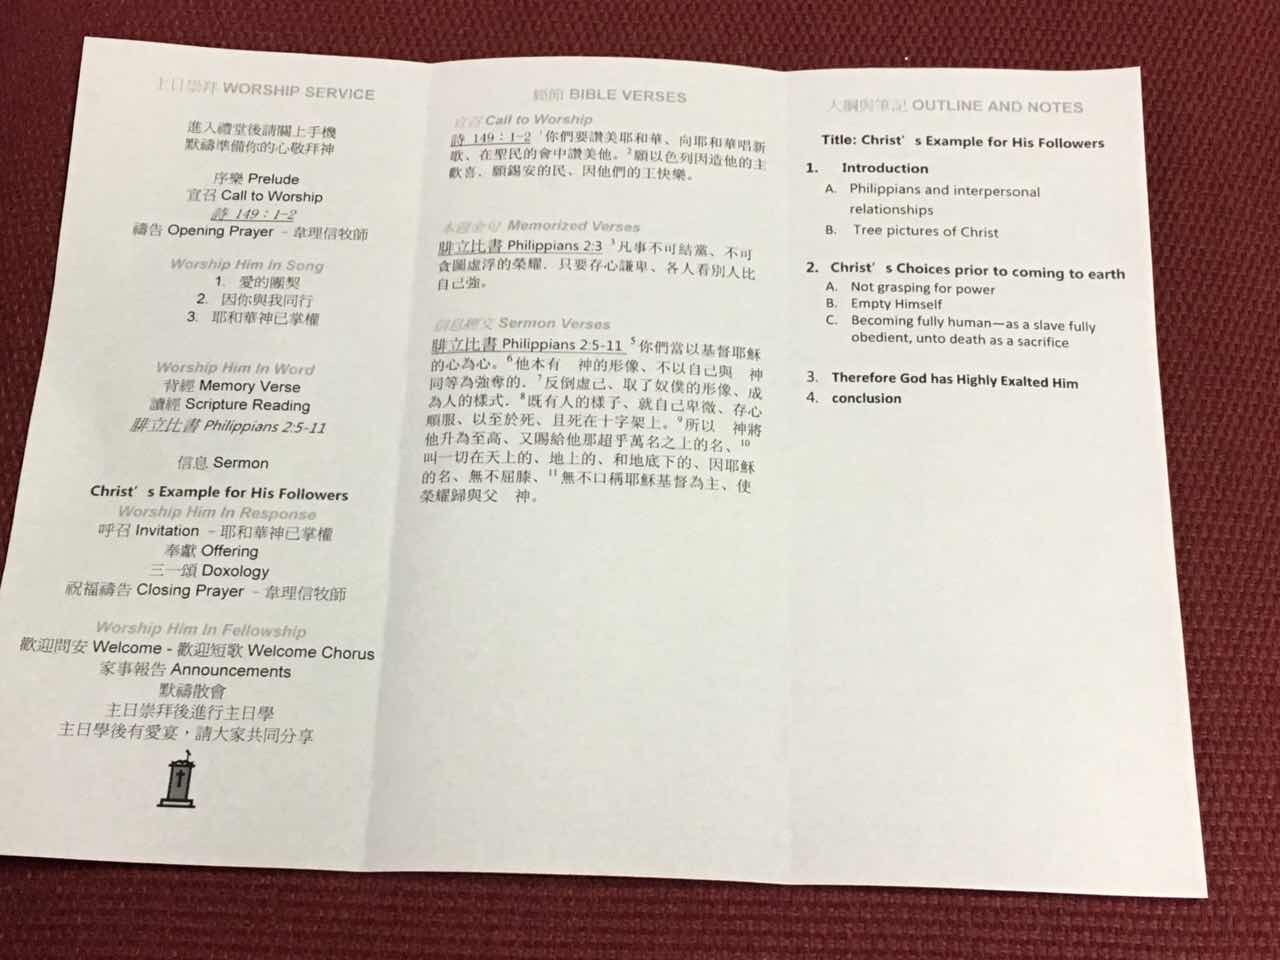 主日崇拜 WORSHIP SERVICE
進入禮堂後請關上手機
默禱準備你的心敬拜神
序樂 Prelude
宣召 Call to Worship
詩 149：1-2
禱告 Opening Prayer – 韋理信牧師
Worship Him In Song
1. 愛的團契
2. 因你與我同行
3. 耶和華神已掌權
Worship Him In Word
背經 Memory Verse
讀經 Scripture Reading
腓立比書 Philippians 2:5-11
信息 Sermon
Christ’s Example for His Followers
Worship Him In Response
呼召 Invitation – 耶和華神已掌權
奉獻 Offering
三一頌 Doxology
祝福禱告 Closing Prayer – 韋理信牧師
Worship Him In Fellowship
歡迎問安 Welcome - 歡迎短歌 Welcome Chorus
家事報告 Announcements
默禱散會
主日崇拜後進行主日學
主日學後有愛宴，請大家共同分享
經節 BIBLE VERSES
宣召 Call to Worship
詩 149：1-2 ¹你們要讚美耶和華、向耶和華唱新
歌、在聖民的會中讚美他。²願以色列因造他的主
歡喜．願錫安的民、因他們的王快樂。
本週金句 Memorized Verses
腓立比書 Philippians 2:3 ³凡事不可結黨、不可
貪圖虛浮的榮耀．只要存心謙卑、各人看別人比
自己強。
信息經文 Sermon Verses
腓立比書 Philippians 2:5-11 ⁵你們當以基督耶穌
的心為心。⁶他本有　神的形像、不以自己與　神
同等為強奪的．⁷反倒虛己、取了奴僕的形像、成
為人的樣式．⁸既有人的樣子、就自己卑微、存心
順服、以至於死、且死在十字架上。⁹所以　神將
他升為至高、又賜給他那超乎萬名之上的名、¹⁰
叫一切在天上的、地上的、和地底下的、因耶穌
的名、無不屈膝、¹¹無不口稱耶穌基督為主、使
榮耀歸與父　神。
大綱與筆記 OUTLINE AND NOTES
Title: Christ’s Example for His Followers
1. Introduction
A. Philippians and interpersonal
relationships
B. Tree pictures of Christ
2. Christ’s Choices prior to coming to earth
A. Not grasping for power
B. Empty Himself
C. Becoming fully human—as a slave fully
obedient, unto death as a sacrifice
3. Therefore God has Highly Exalted Him
4. conclusion